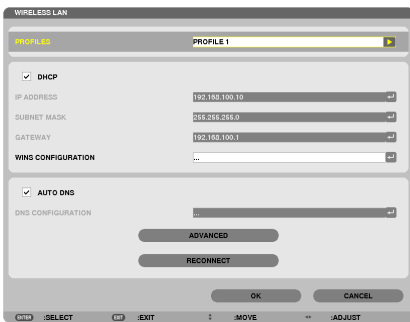 WIRELESS LAN
PROFILES PROFILE 1
DHCP
IP ADDRESS 192.168.100.10
SUBNET MASK 255.255.255.0
GATEWAY 192.168.100.1
WINS CONFIGURATION ...
AUTO DNS
DNS CONFIGURATION ...
ADVANCED
RECONNECT
OK CANCEL
ENTER :SELECT EXIT :EXIT :MOVE :ADJUST